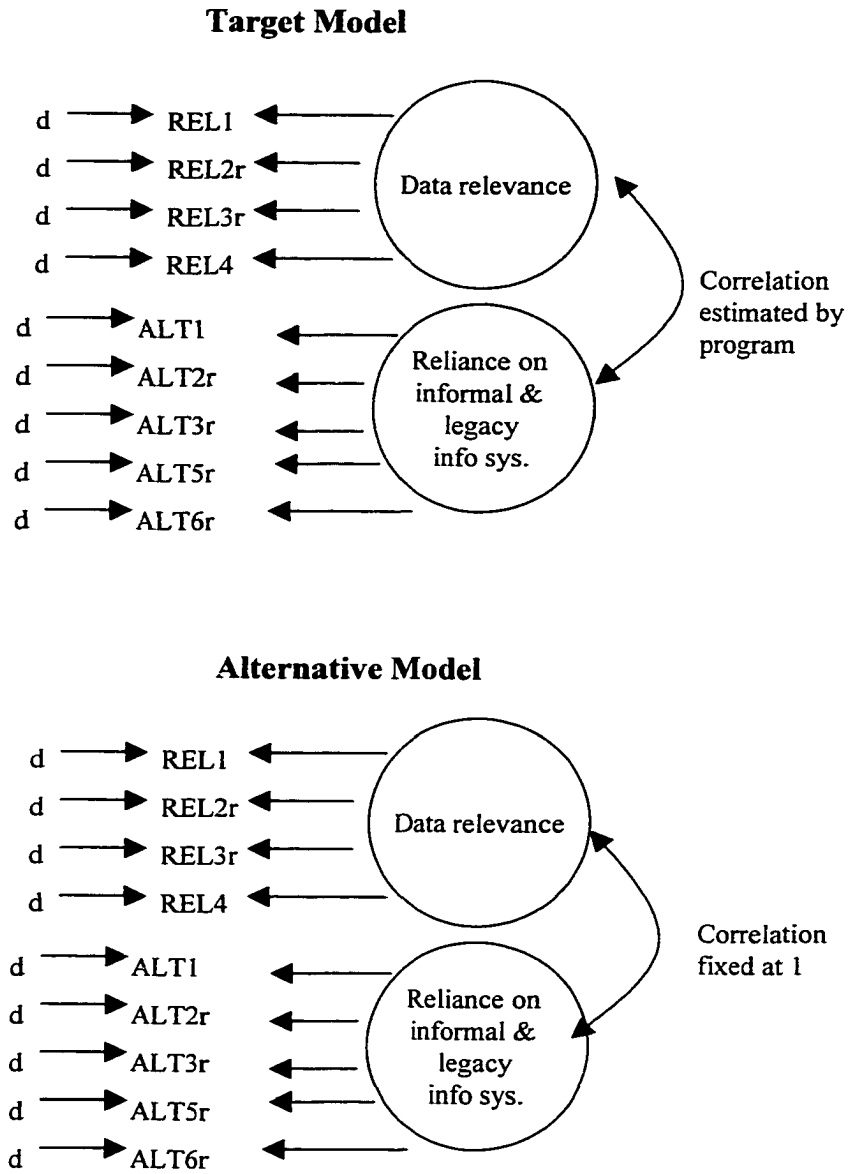 Target Model
d REL1
d REL2r
d REL3r
d REL4
Data relevance
d ALT1
d ALT2r
d ALT3r
d ALT5r
d ALT6r
Reliance on
informal &
legacy
info sys.
Correlation
estimated by
program
Alternative Model
d REL1
d REL2r
d REL3r
d REL4
Data relevance
d ALT1
d ALT2r
d ALT3r
d ALT5r
d ALT6r
Reliance on
informal &
legacy
info sys.
Correlation
fixed at 1